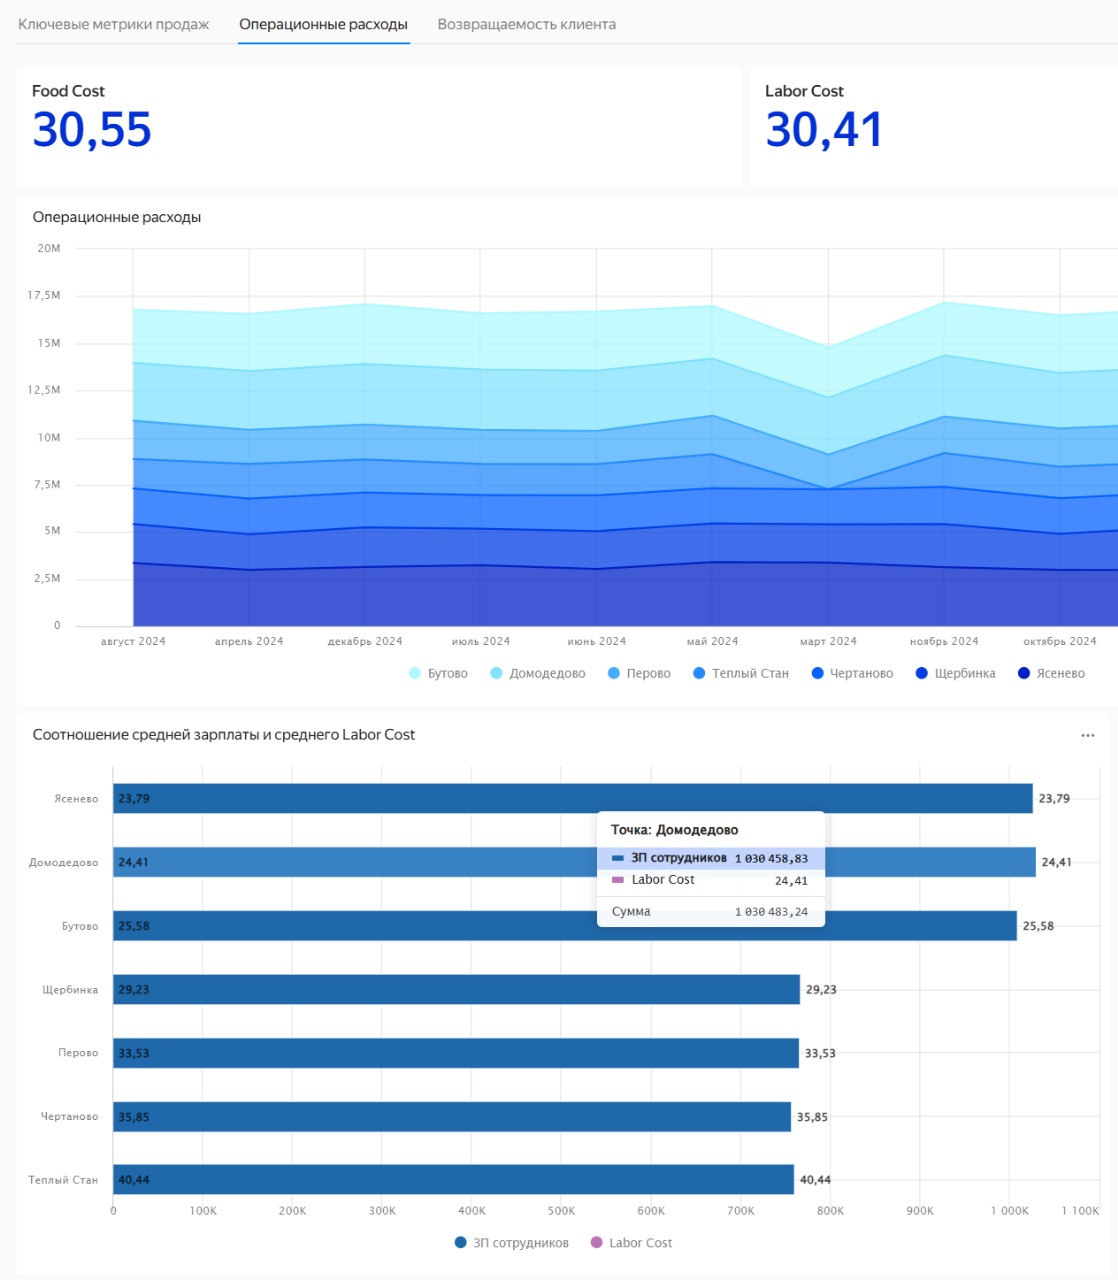 Ключевые метрики продаж Операционные расходы Возвращаемость клиента
Food Cost
30,55
Labor Cost
30,41
Операционные расходы
20M
17,5M
15M
12,5M
10M
7,5M
5M
2,5M
0
август 2024 апрель 2024 декабрь 2024 июль 2024 июнь 2024 май 2024 март 2024 ноябрь 2024 октябрь 2024
Бутово Домодедово Перово Теплый Стан Чертаново Щербинка Ясенево
Соотношение средней зарплаты и среднего Labor Cost
Ясенево 23,79 23,79
Точка: Домодедово
ЗП сотрудников 1 030 458,83
Labor Cost 24,41
Сумма 1 030 483,24
Домодедово 24,41 24,41
Бутово 25,58 25,58
Щербинка 29,23 29,23
Перово 33,53 33,53
Чертаново 35,85 35,85
Теплый Стан 40,44 40,44
0 100K 200K 300K 400K 500K 600K 700K 800K 900K 1 000K 1 100K
ЗП сотрудников Labor Cost